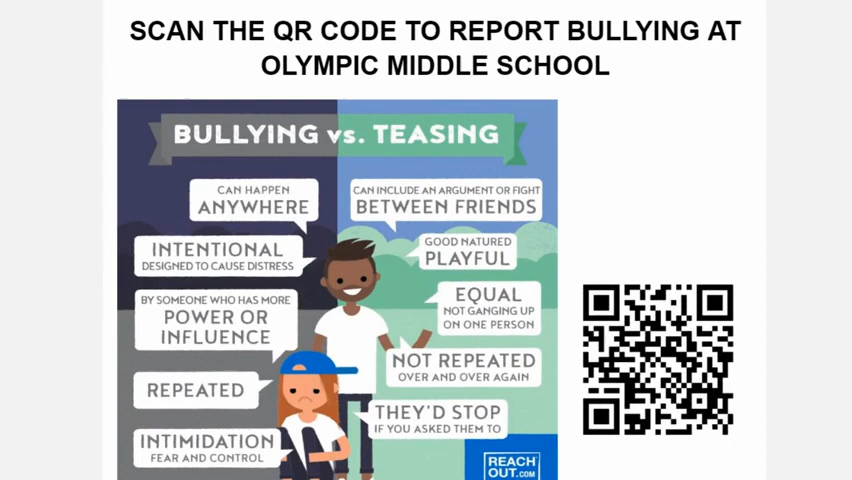 SCAN THE QR CODE TO REPORT BULLYING AT
OLYMPIC MIDDLE SCHOOL
BULLYING vs. TEASING
CAN HAPPEN
ANYWHERE
INTENTIONAL
DESIGNED TO CAUSE DISTRESS
BY SOMEONE WHO HAS MORE
POWER OR
INFLUENCE
REPEATED
INTIMIDATION
FEAR AND CONTROL
CAN INCLUDE AN ARGUMENT OR FIGHT
BETWEEN FRIENDS
GOOD NATURED
PLAYFUL
EQUAL
NOT GANGING UP
ON ONE PERSON
NOT REPEATED
OVER AND OVER AGAIN
THEY'D STOP
IF YOU ASKED THEM TO
REACH
OUT.COM